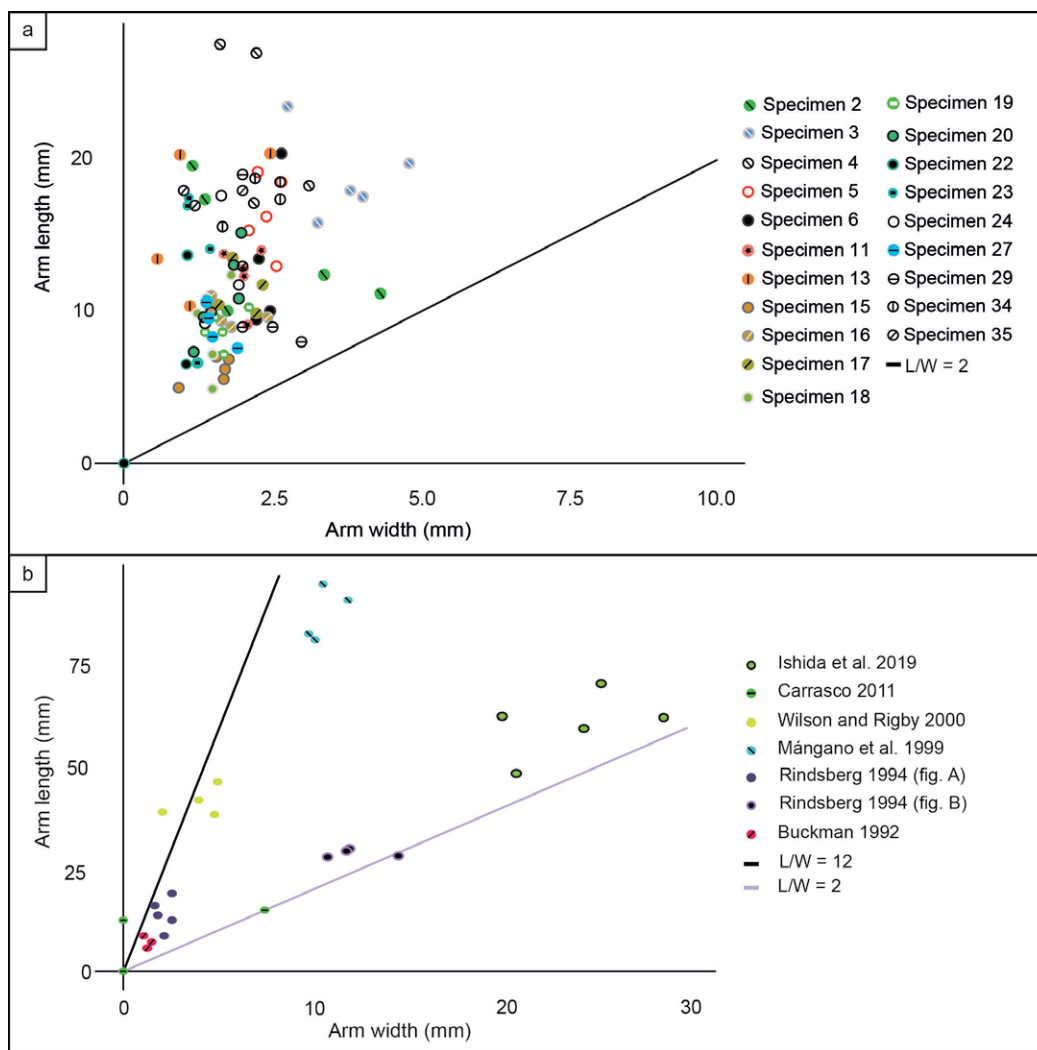 a
Arm length (mm)
20
10
0
0
2.5
5.0
7.5
10.0
Arm width (mm)
Specimen 2
Specimen 3
Specimen 4
Specimen 5
Specimen 6
Specimen 11
Specimen 13
Specimen 15
Specimen 16
Specimen 17
Specimen 18
Specimen 19
Specimen 20
Specimen 22
Specimen 23
Specimen 24
Specimen 27
Specimen 29
Specimen 34
Specimen 35
L/W = 2
b
Arm length (mm)
75
50
25
0
0
10
20
30
Arm width (mm)
Ishida et al. 2019
Carrasco 2011
Wilson and Rigby 2000
Mángano et al. 1999
Rindsberg 1994 (fig. A)
Rindsberg 1994 (fig. B)
Buckman 1992
L/W = 12
L/W = 2